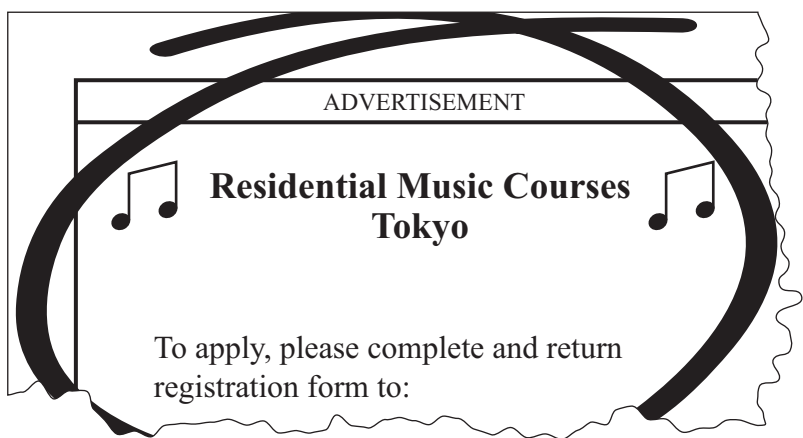 ADVERTISEMENT
Residential Music Courses
Tokyo
To apply, please complete and return
registration form to: